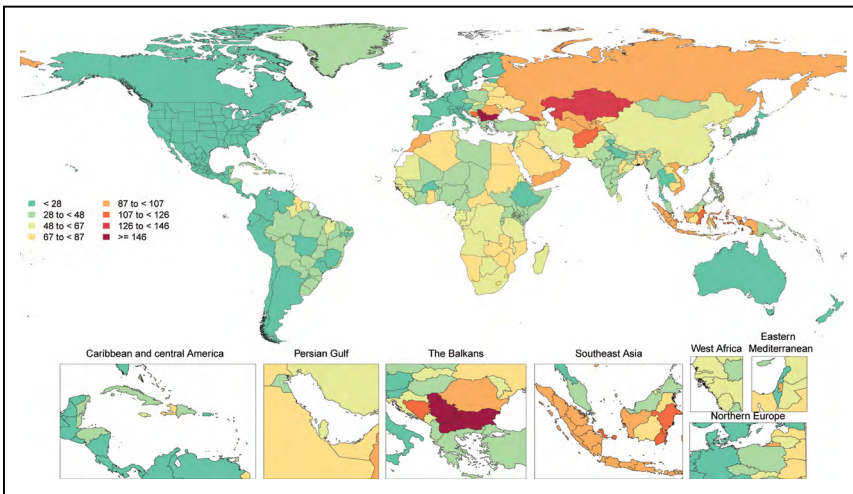 < 28
28 to < 48
48 to < 67
67 to < 87
87 to < 107
107 to < 126
126 to < 146
>= 146
Caribbean and central America
Persian Gulf
The Balkans
Southeast Asia
West Africa
Eastern
Mediterranean
Northern Europe